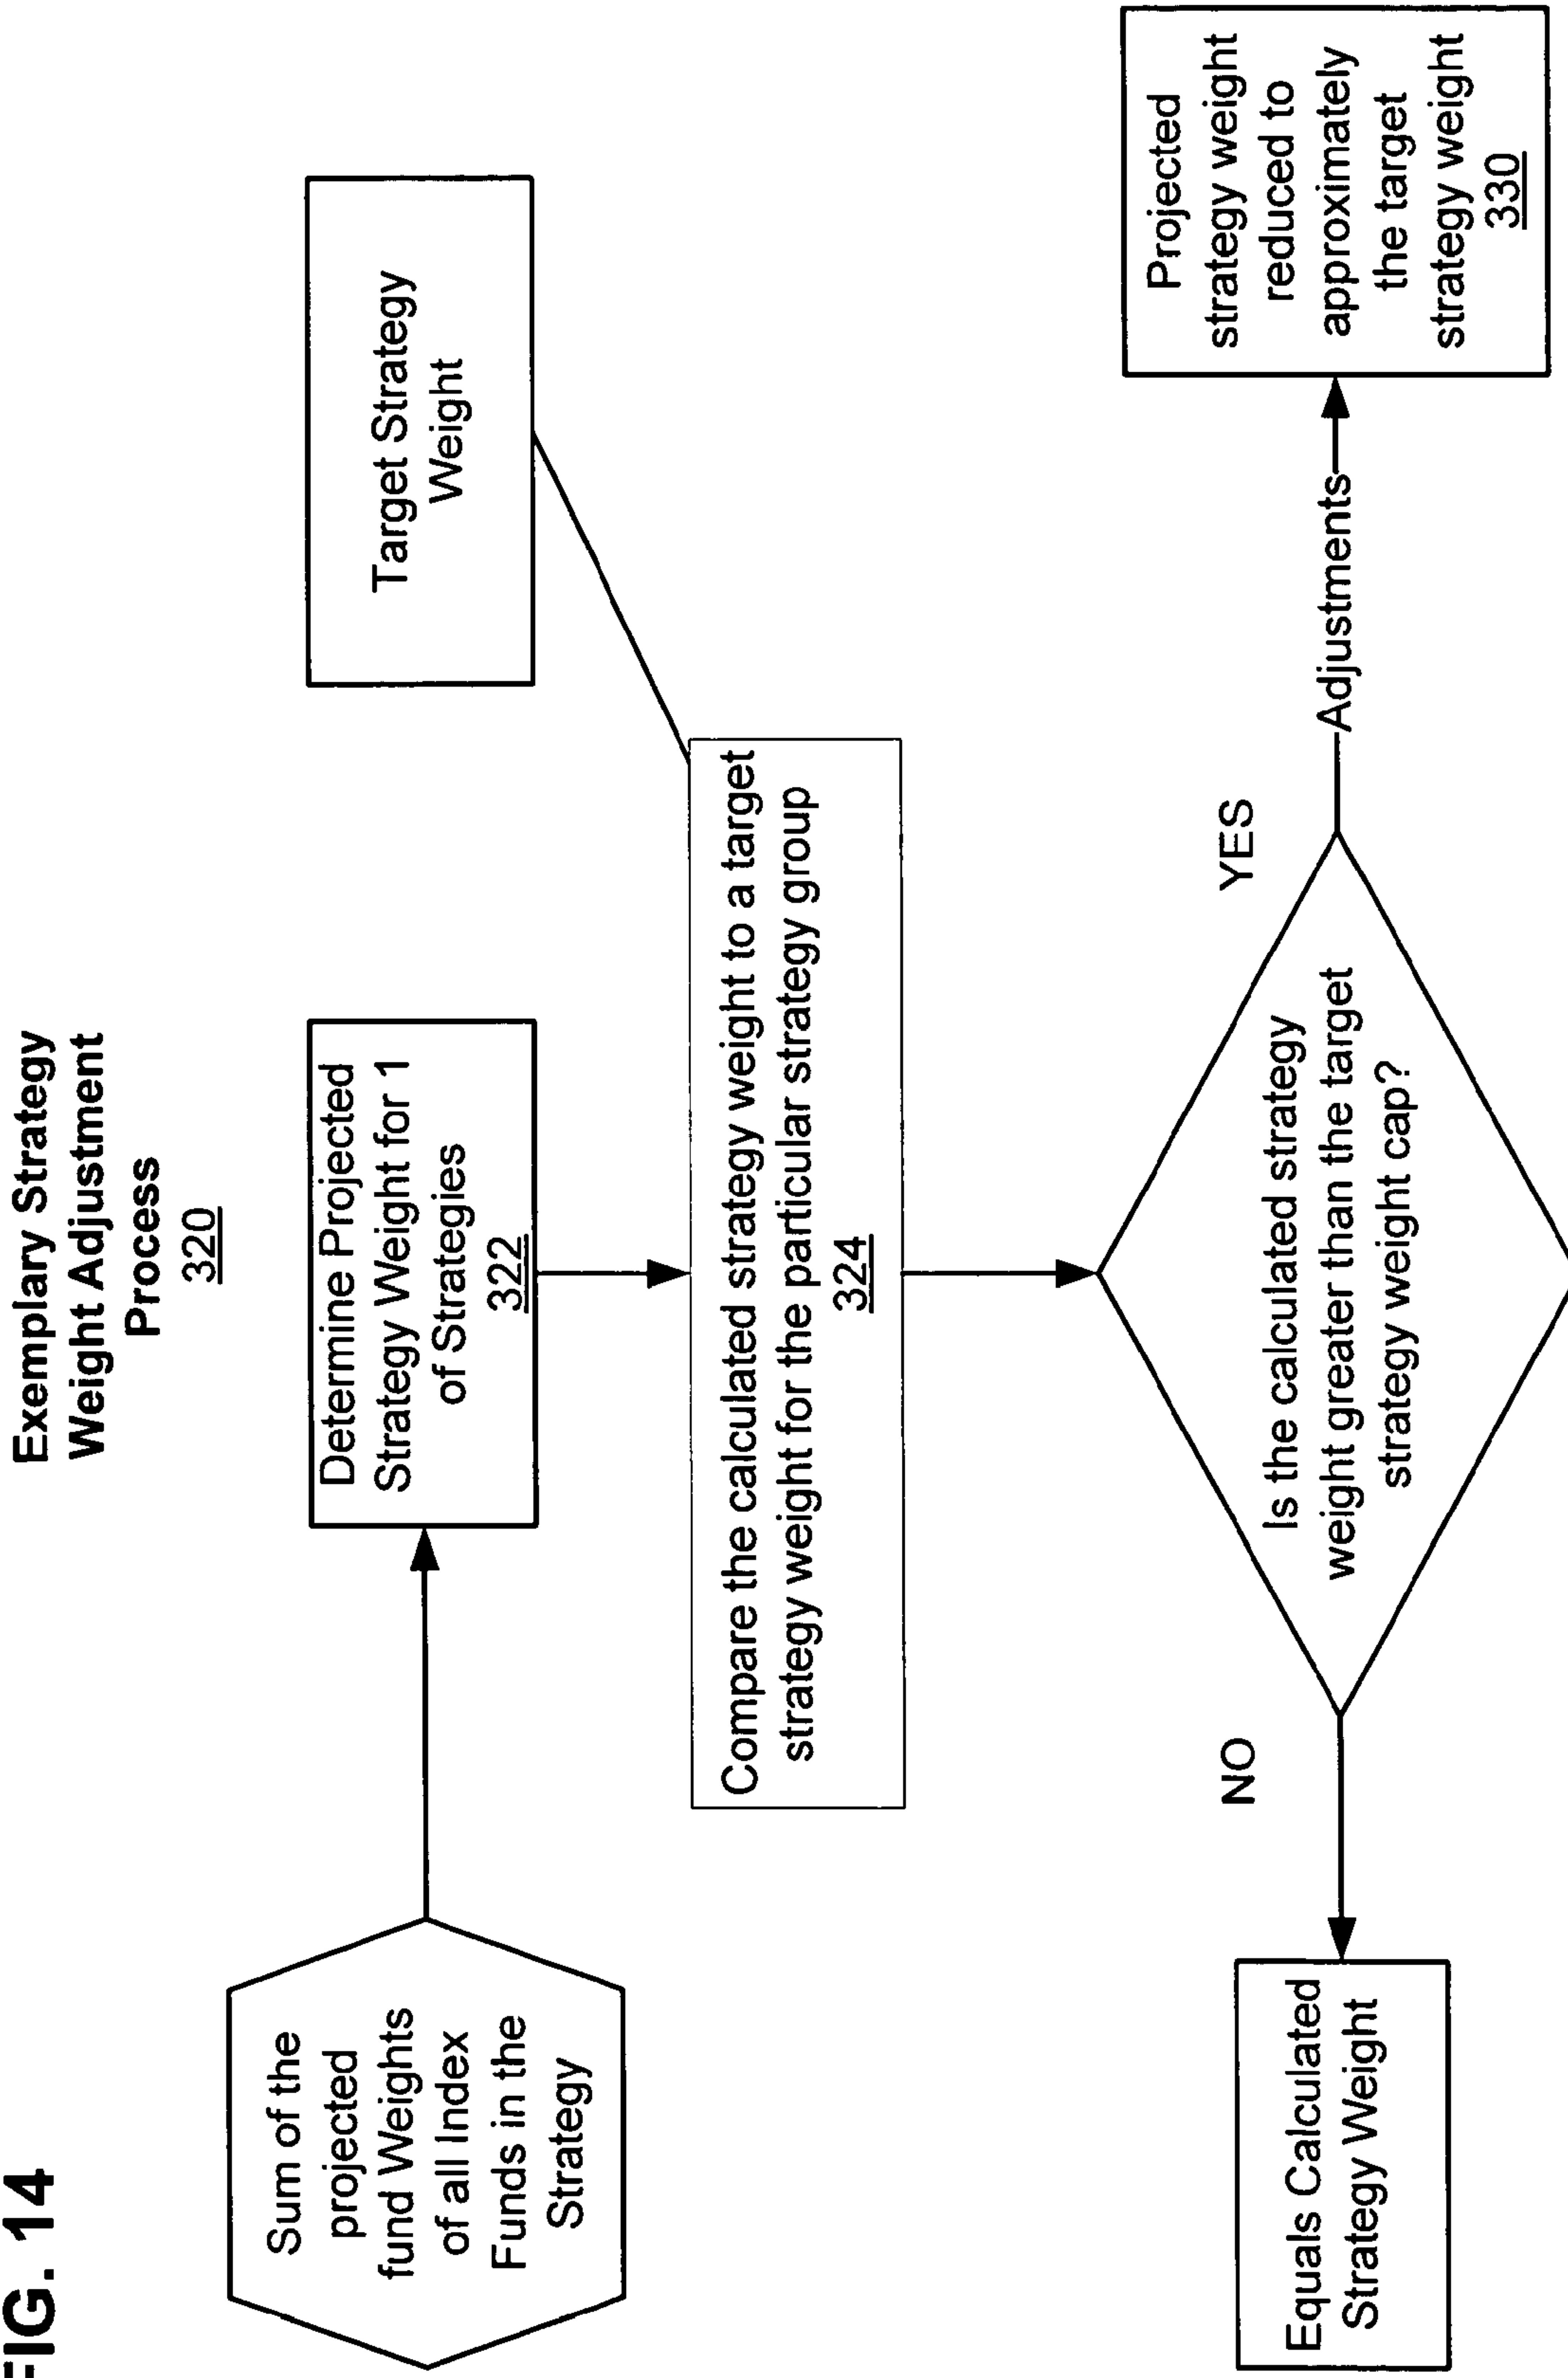 FIG. 14
Exemplary Strategy
Weight Adjustment
Process
320
Sum of the
projected
fund Weights
of all Index
Funds in the
Strategy
Determine Projected
Strategy Weight for 1
of Strategies
322
Target Strategy
Weight
Compare the calculated strategy weight to a target
strategy weight for the particular strategy group
324
Is the calculated strategy
weight greater than the target
strategy weight cap?
NO
YES
Equals Calculated
Strategy Weight
Adjustments
Projected
strategy weight
reduced to
approximately
the target
strategy weight
330